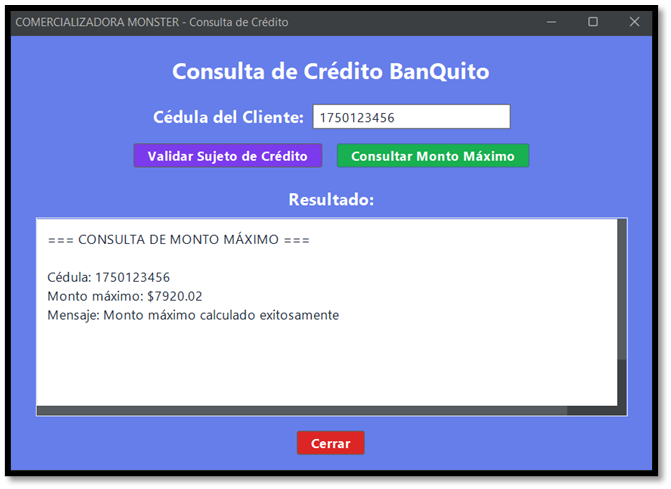 COMERCIALIZADORA MONSTER - Consulta de Crédito
Consulta de Crédito BanQuito
Cédula del Cliente: 1750123456
Validar Sujeto de Crédito Consultar Monto Máximo
Resultado:
=== CONSULTA DE MONTO MÁXIMO ===
Cédula: 1750123456
Monto máximo: $7920.02
Mensaje: Monto máximo calculado exitosamente
Cerrar